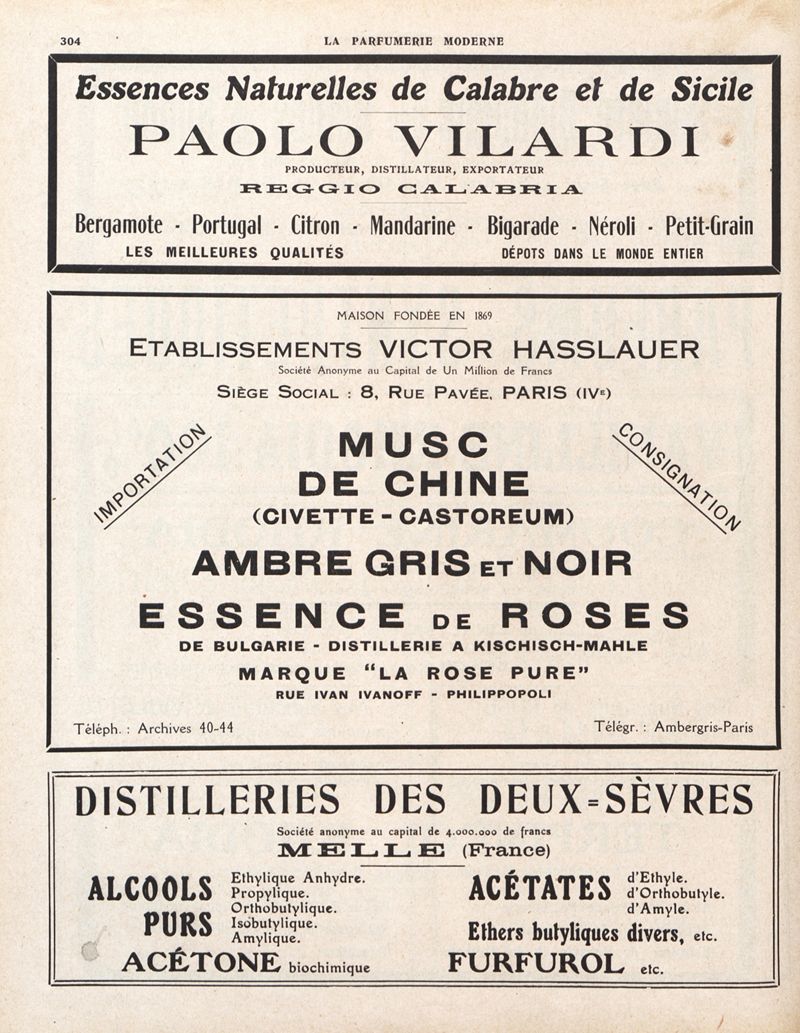 304
LA PARFUMERIE MODERNE
Essences Naturelles de Calabre et de Sicile
PAOLO VILARDI
PRODUCTEUR, DISTILLATEUR, EXPORTATEUR
REGGIO CALABRIA
Bergamote - Portugal - Citron - Mandarine - Bigarade - Néroli - Petit-Grain
LES MEILLEURES QUALITÉS
DÉPOTS DANS LE MONDE ENTIER
MAISON FONDÉE EN 1869
ETABLISSEMENTS VICTOR HASSLAUER
Société Anonyme au Capital de Un Million de Francs
SIÈGE SOCIAL : 8, RUE PAVÉE, PARIS (IVᴱ)
IMPORTATION
CONSIGNATION
MUSC
DE CHINE
(CIVETTE - CASTOREUM)
AMBRE GRIS ET NOIR
ESSENCE DE ROSES
DE BULGARIE - DISTILLERIE A KISCHISCH-MAHLE
MARQUE "LA ROSE PURE"
RUE IVAN IVANOFF - PHILIPPOPOLI
Téléph. : Archives 40-44
Télégr. : Ambergris-Paris
DISTILLERIES DES DEUX=SÈVRES
Société anonyme au capital de 4.000.000 de francs
MELLE (France)
ALCOOLS PURS
Ethylique Anhydre.
Propylique.
Orthobutylique.
Isobutylique.
Amylique.
ACÉTONE biochimique
ACÉTATES
d'Ethyle.
d'Orthobutyle.
d'Amyle.
Ethers butyliques divers, etc.
FURFUROL etc.